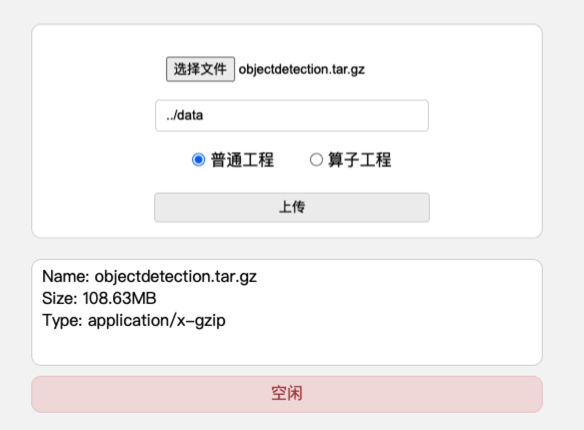 选择文件 objectdetection.tar.gz
../data
普通工程 算子工程
上传
Name: objectdetection.tar.gz
Size: 108.63MB
Type: application/x-gzip
空闲